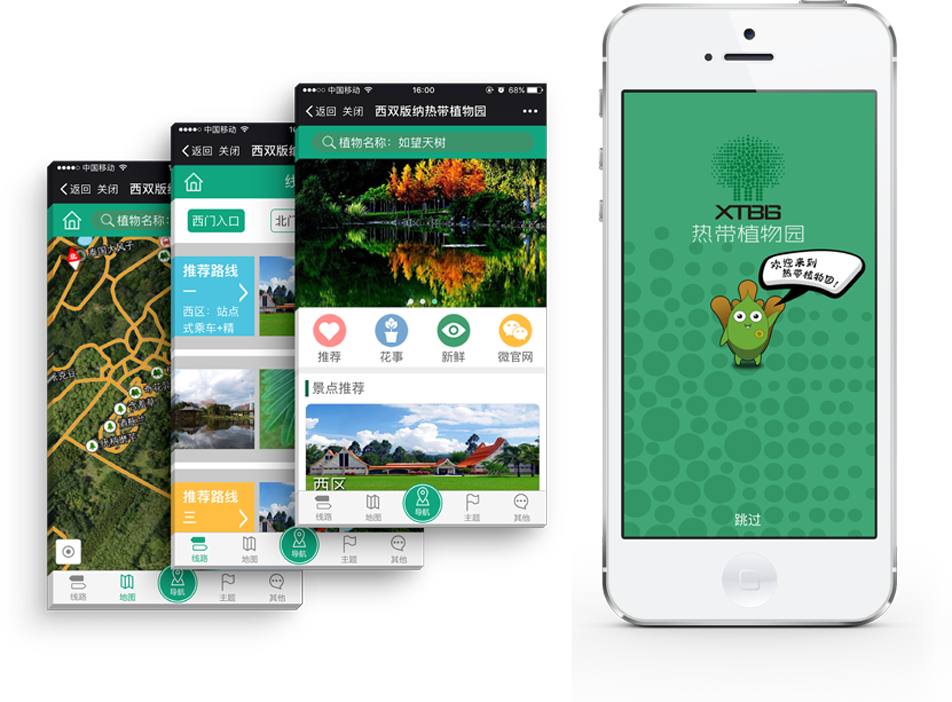 中国移动
返回 关闭 西双版纳
植物名称:
北
泰国大风子
地图
线路
导航
主题
其他
中国移动
返回 关闭 西双版纳
西门入口
北门
推荐路线
一
西区：站点
式乘车+精
推荐路线
三
线路
地图
导航
主题
其他
中国移动 16:00 68%
返回 关闭 西双版纳热带植物园
植物名称：如望天树
推荐 花事 新鲜 微官网
景点推荐
西区
线路 地图 导航 主题 其他
XTBG
热带植物园
欢迎来到
热带植物园!
跳过